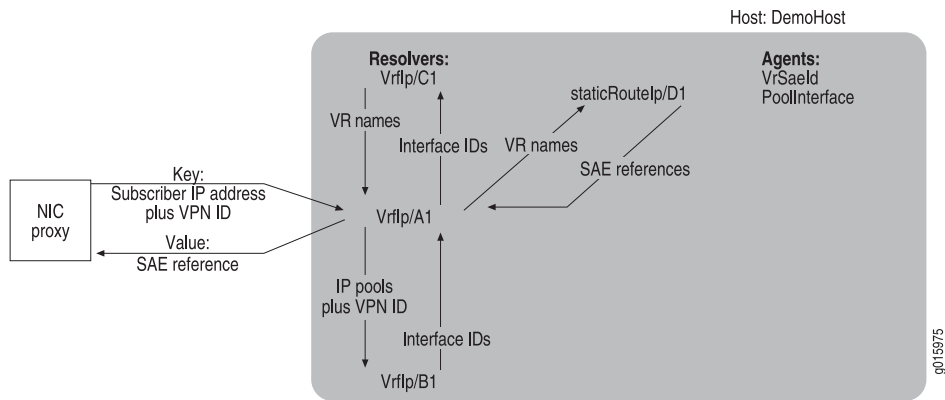 Host: DemoHost
Resolvers:
VrfIp/C1
Agents:
VrSaeId
PoolInterface
staticRouteIp/D1
VR names
Interface IDs
VR names
SAE references
Key:
Subscriber IP address
plus VPN ID
NIC
proxy
VrfIp/A1
Value:
SAE reference
IP pools
plus VPN ID
Interface IDs
VrfIp/B1
g015975